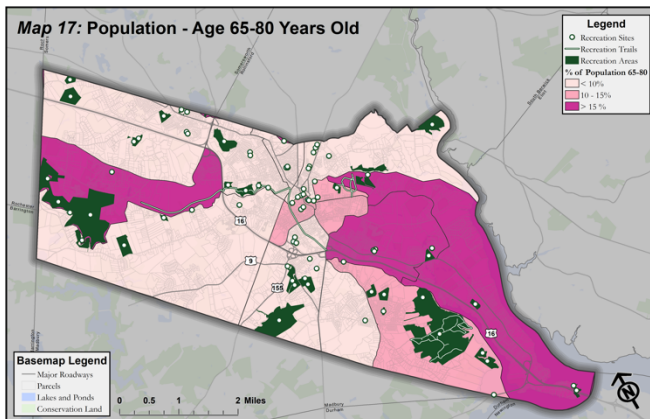 Map 17: Population - Age 65-80 Years Old
Legend
Recreation Sites
Recreation Trails
Recreation Areas
% of Population 65-80
< 10%
10 - 15%
> 15 %
16
9
155
16
Basemap Legend
Major Roadways
Parcels
Lakes and Ponds
Conservation Land
0 0.5 1 2 Miles
Madbury
Durham
N